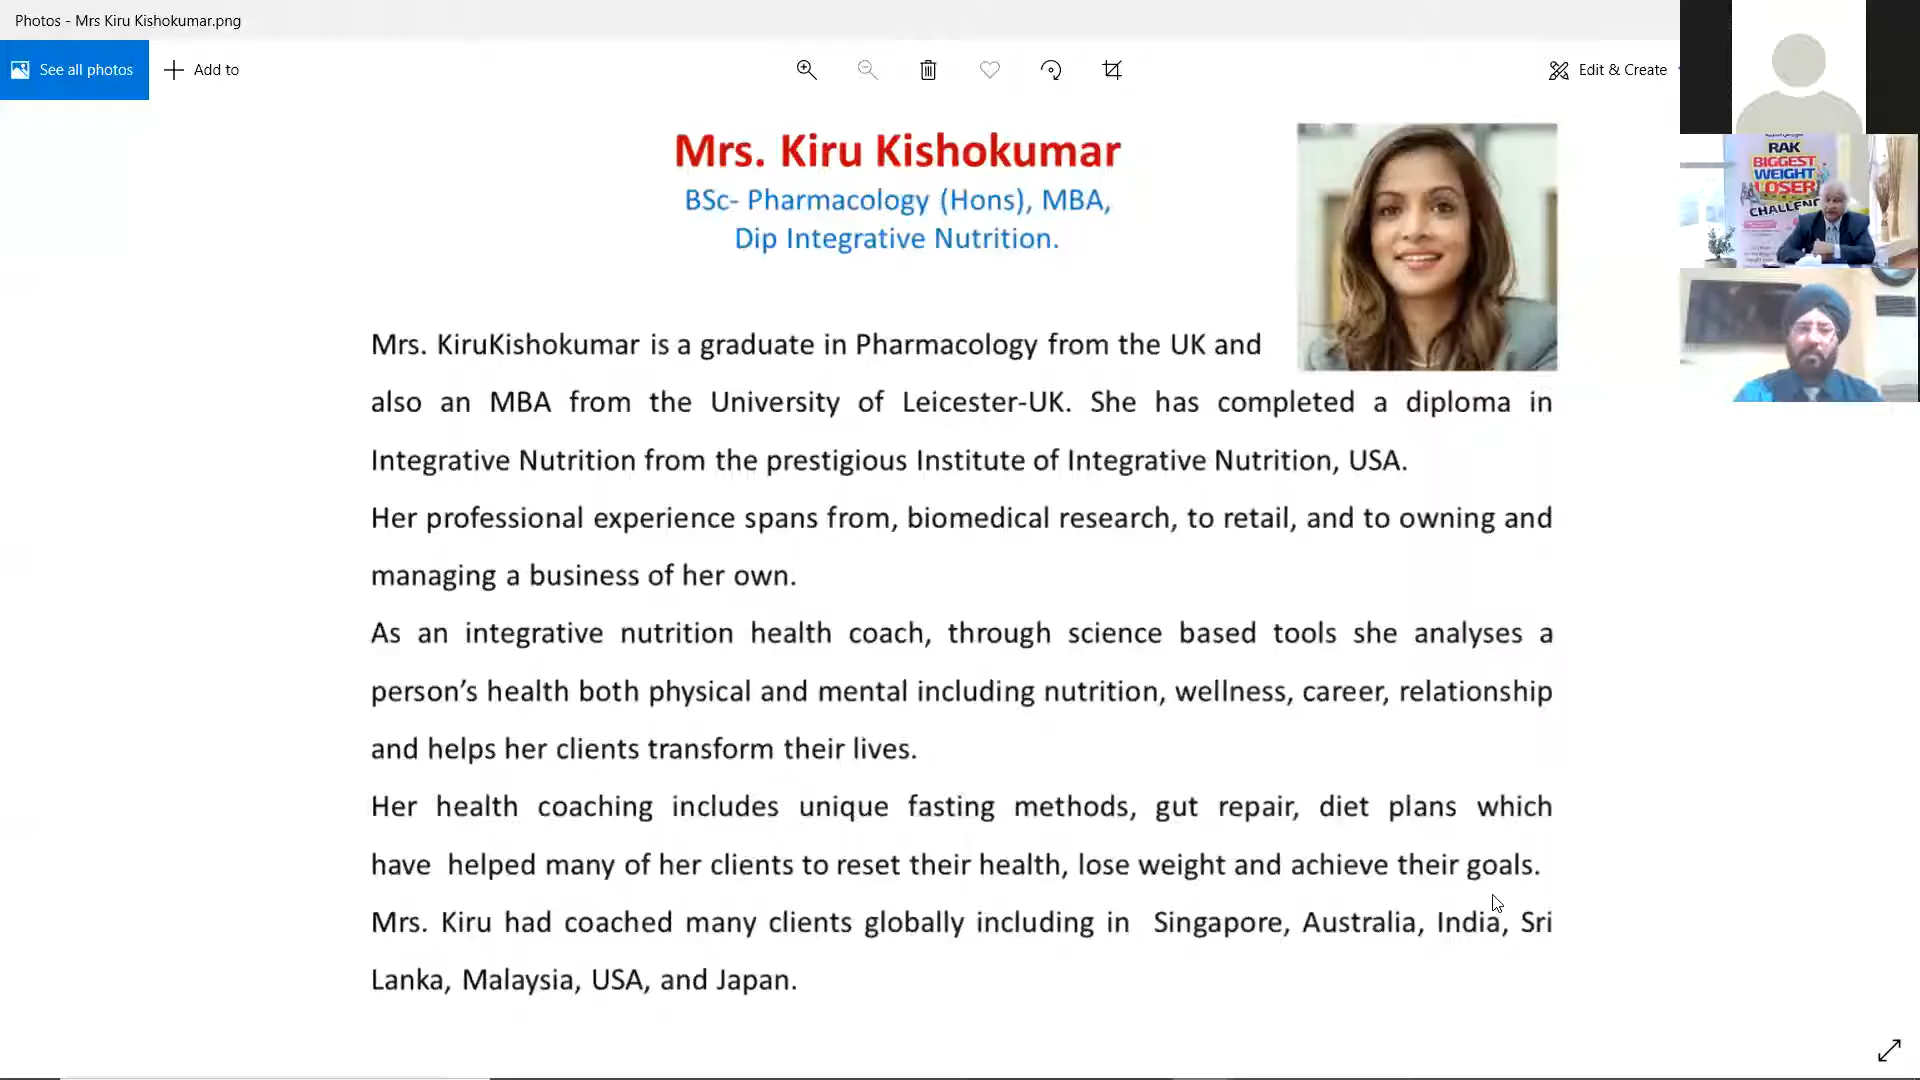 Photos - Mrs Kiru Kishokumar.png
See all photos
Add to
Edit & Create
Mrs. Kiru Kishokumar
BSc- Pharmacology (Hons), MBA,
Dip Integrative Nutrition.
Mrs. KiruKishokumar is a graduate in Pharmacology from the UK and
also an MBA from the University of Leicester-UK. She has completed a diploma in
Integrative Nutrition from the prestigious Institute of Integrative Nutrition, USA.
Her professional experience spans from, biomedical research, to retail, and to owning and
managing a business of her own.
As an integrative nutrition health coach, through science based tools she analyses a
person’s health both physical and mental including nutrition, wellness, career, relationship
and helps her clients transform their lives.
Her health coaching includes unique fasting methods, gut repair, diet plans which
have helped many of her clients to reset their health, lose weight and achieve their goals.
Mrs. Kiru had coached many clients globally including in Singapore, Australia, India, Sri
Lanka, Malaysia, USA, and Japan.
RAK
BIGGEST
WEIGHT
LOSER